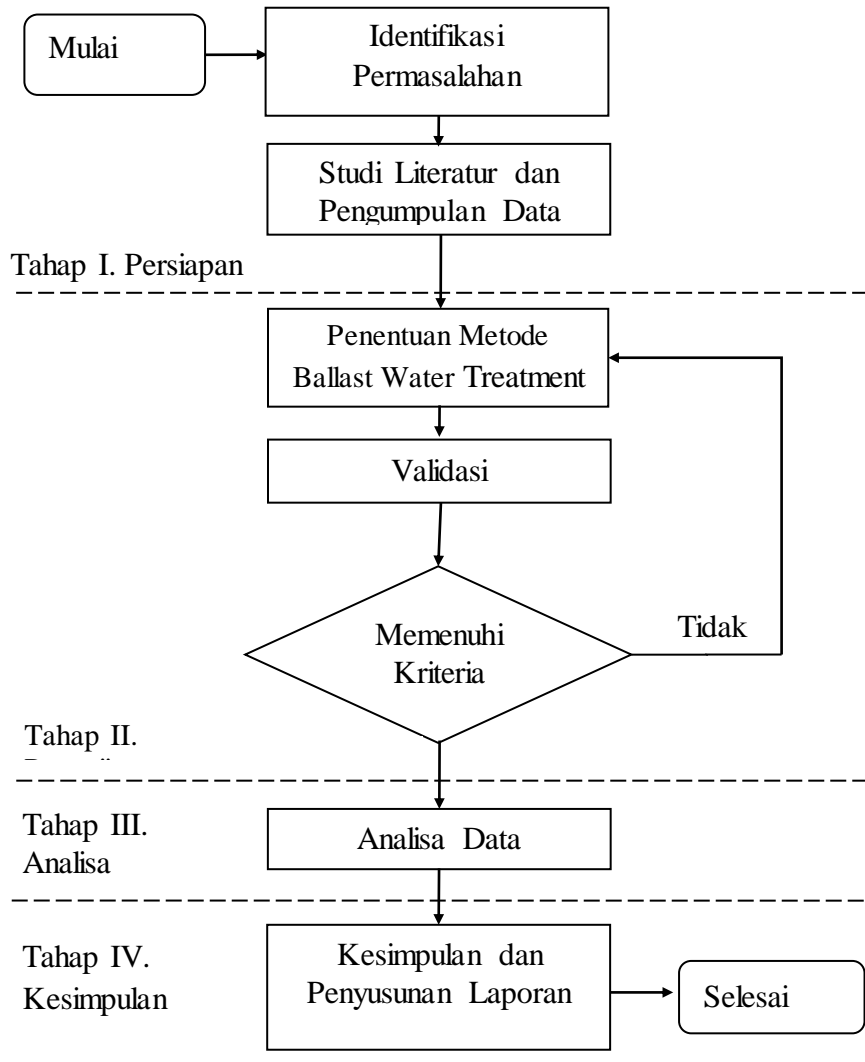 Mulai
Identifikasi
Permasalahan
Studi Literatur dan
Pengumpulan Data
Tahap I. Persiapan
Penentuan Metode
Ballast Water Treatment
Validasi
Memenuhi
Kriteria
Tidak
Tahap II.
Tahap III.
Analisa
Analisa Data
Tahap IV.
Kesimpulan
Kesimpulan dan
Penyusunan Laporan
Selesai